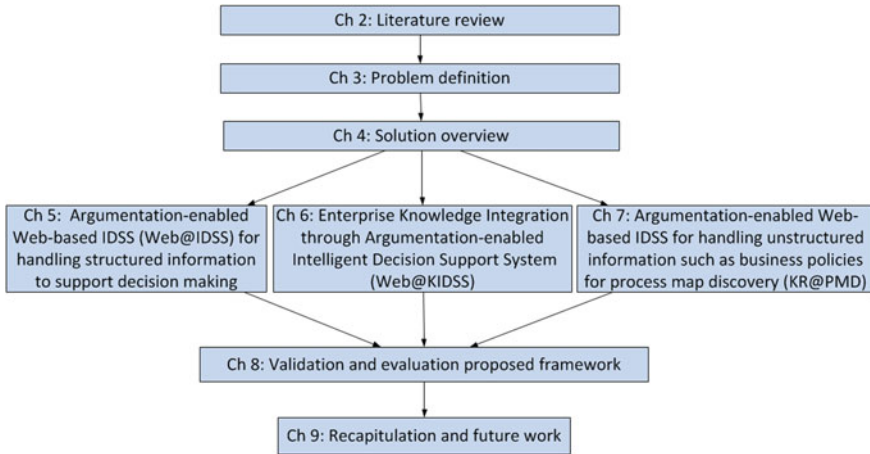 Ch 2: Literature review
Ch 3: Problem definition
Ch 4: Solution overview
Ch 5: Argumentation-enabled
Web-based IDSS (Web@IDSS) for
handling structured information
to support decision making
Ch 6: Enterprise Knowledge Integration
through Argumentation-enabled
Intelligent Decision Support System
(Web@KIDSS)
Ch 7: Argumentation-enabled Web-
based IDSS for handling unstructured
information such as business policies
for process map discovery (KR@PMD)
Ch 8: Validation and evaluation proposed framework
Ch 9: Recapitulation and future work